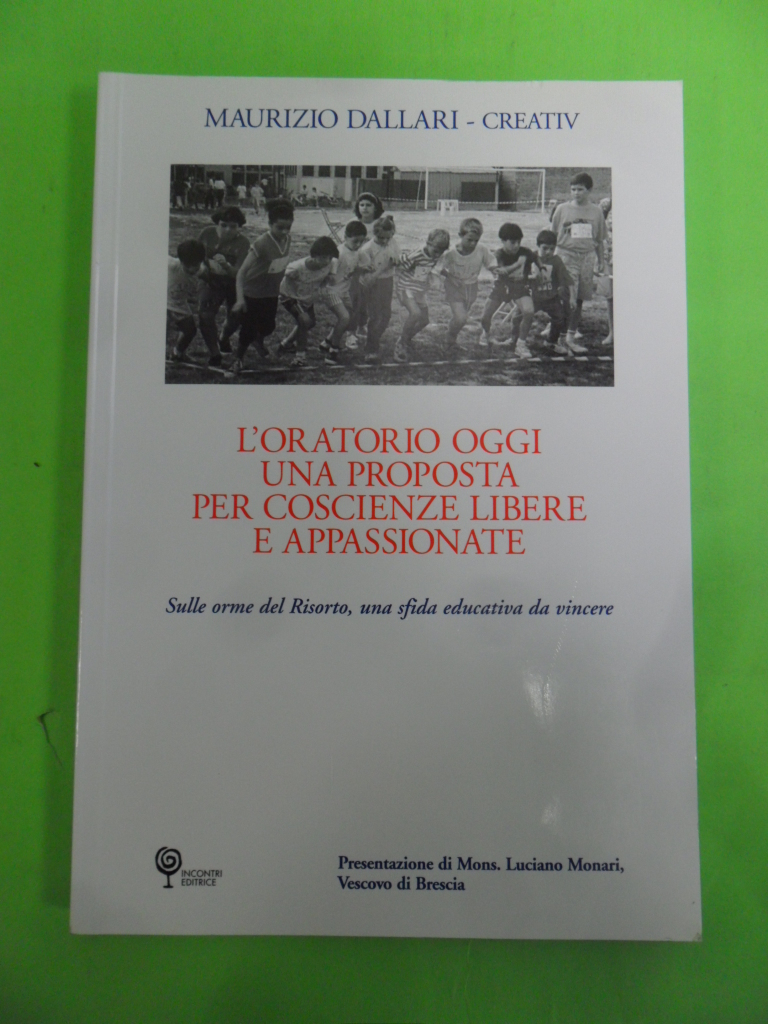 MAURIZIO DALLARI - CREATIV
L'ORATORIO OGGI
UNA PROPOSTA
PER COSCIENZE LIBERE
E APPASSIONATE
Sulle orme del Risorto, una sfida educativa da vincere
INCONTRI
EDITRICE
Presentazione di Mons. Luciano Monari,
Vescovo di Brescia